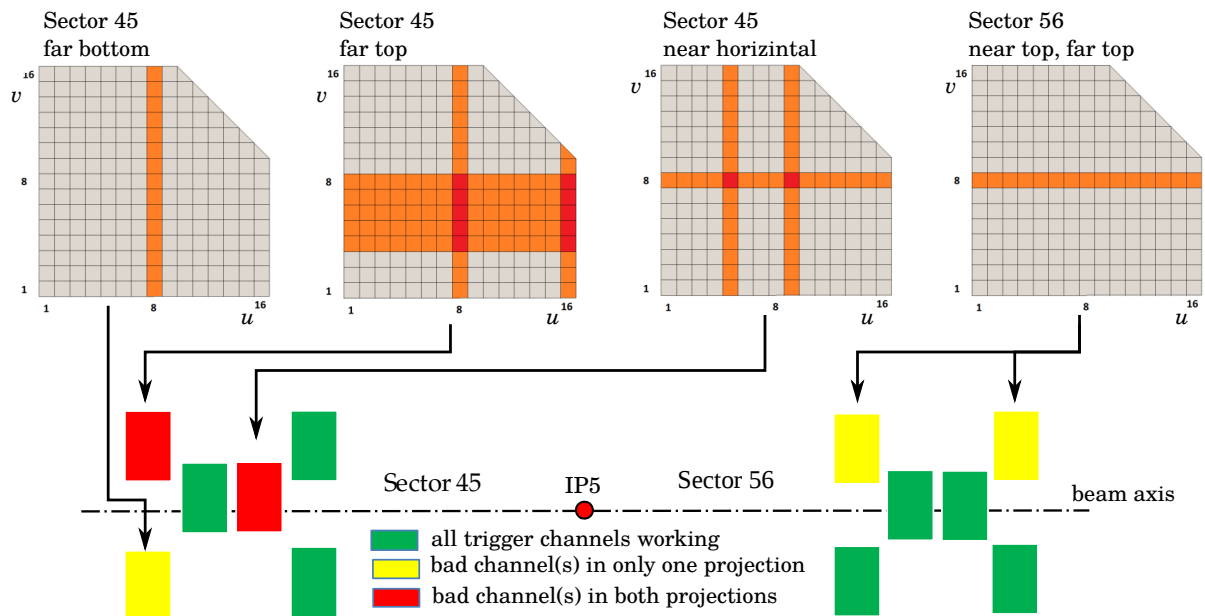 Sector 45
far bottom
16
v
8
1
1
8
16
u
Sector 45
far top
16
v
8
1
1
8
16
u
Sector 45
near horizintal
16
v
8
1
1
8
16
u
Sector 56
near top, far top
16
v
8
1
1
8
16
u
Sector 45
IP5
Sector 56
beam axis
all trigger channels working
bad channel(s) in only one projection
bad channel(s) in both projections